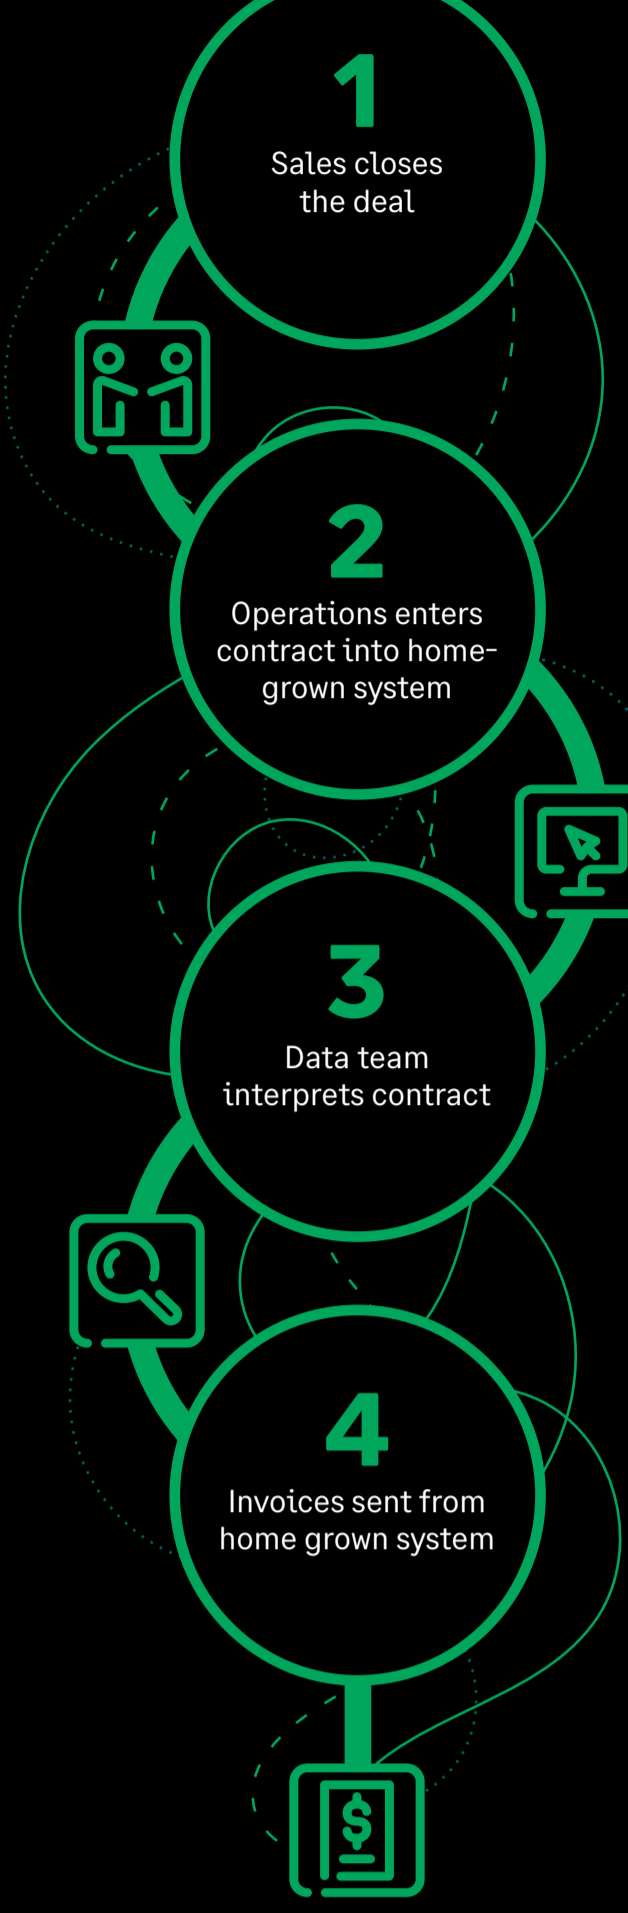 1
Sales closes
the deal
2
Operations enters
contract into home-
grown system
3
Data team
interprets contract
4
Invoices sent from
home grown system
$